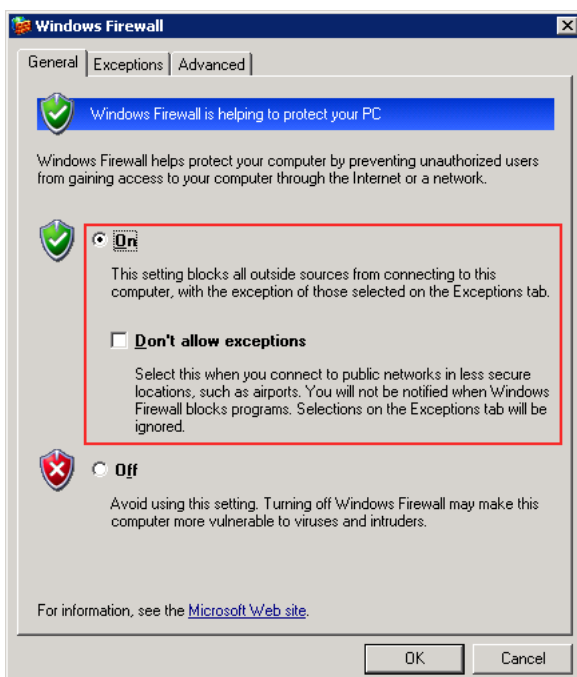 Windows Firewall
General
Exceptions
Advanced
Windows Firewall is helping to protect your PC
Windows Firewall helps protect your computer by preventing unauthorized users
from gaining access to your computer through the Internet or a network.
On
This setting blocks all outside sources from connecting to this
computer, with the exception of those selected on the Exceptions tab.
Don't allow exceptions
Select this when you connect to public networks in less secure
locations, such as airports. You will not be notified when Windows
Firewall blocks programs. Selections on the Exceptions tab will be
ignored.
Off
Avoid using this setting. Turning off Windows Firewall may make this
computer more vulnerable to viruses and intruders.
For information, see the Microsoft Web site.
OK
Cancel